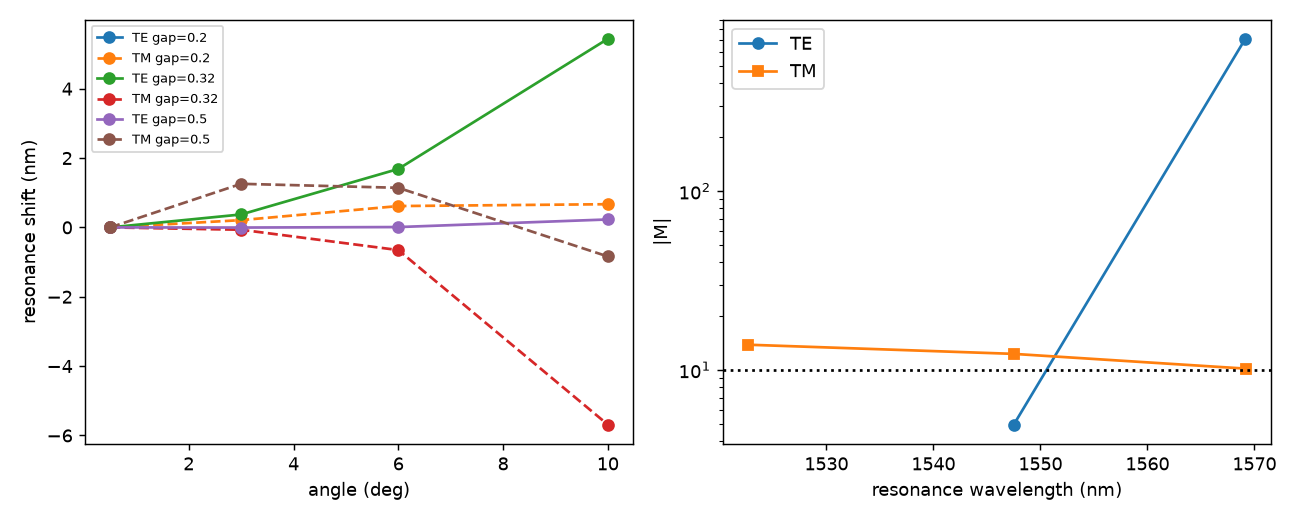 TE gap=0.2
TM gap=0.2
TE gap=0.32
TM gap=0.32
TE gap=0.5
TM gap=0.5
4
2
0
−2
−4
−6
resonance shift (nm)
2 4 6 8 10
angle (deg)
TE
TM
10²
10¹
|M|
1530 1540 1550 1560 1570
resonance wavelength (nm)